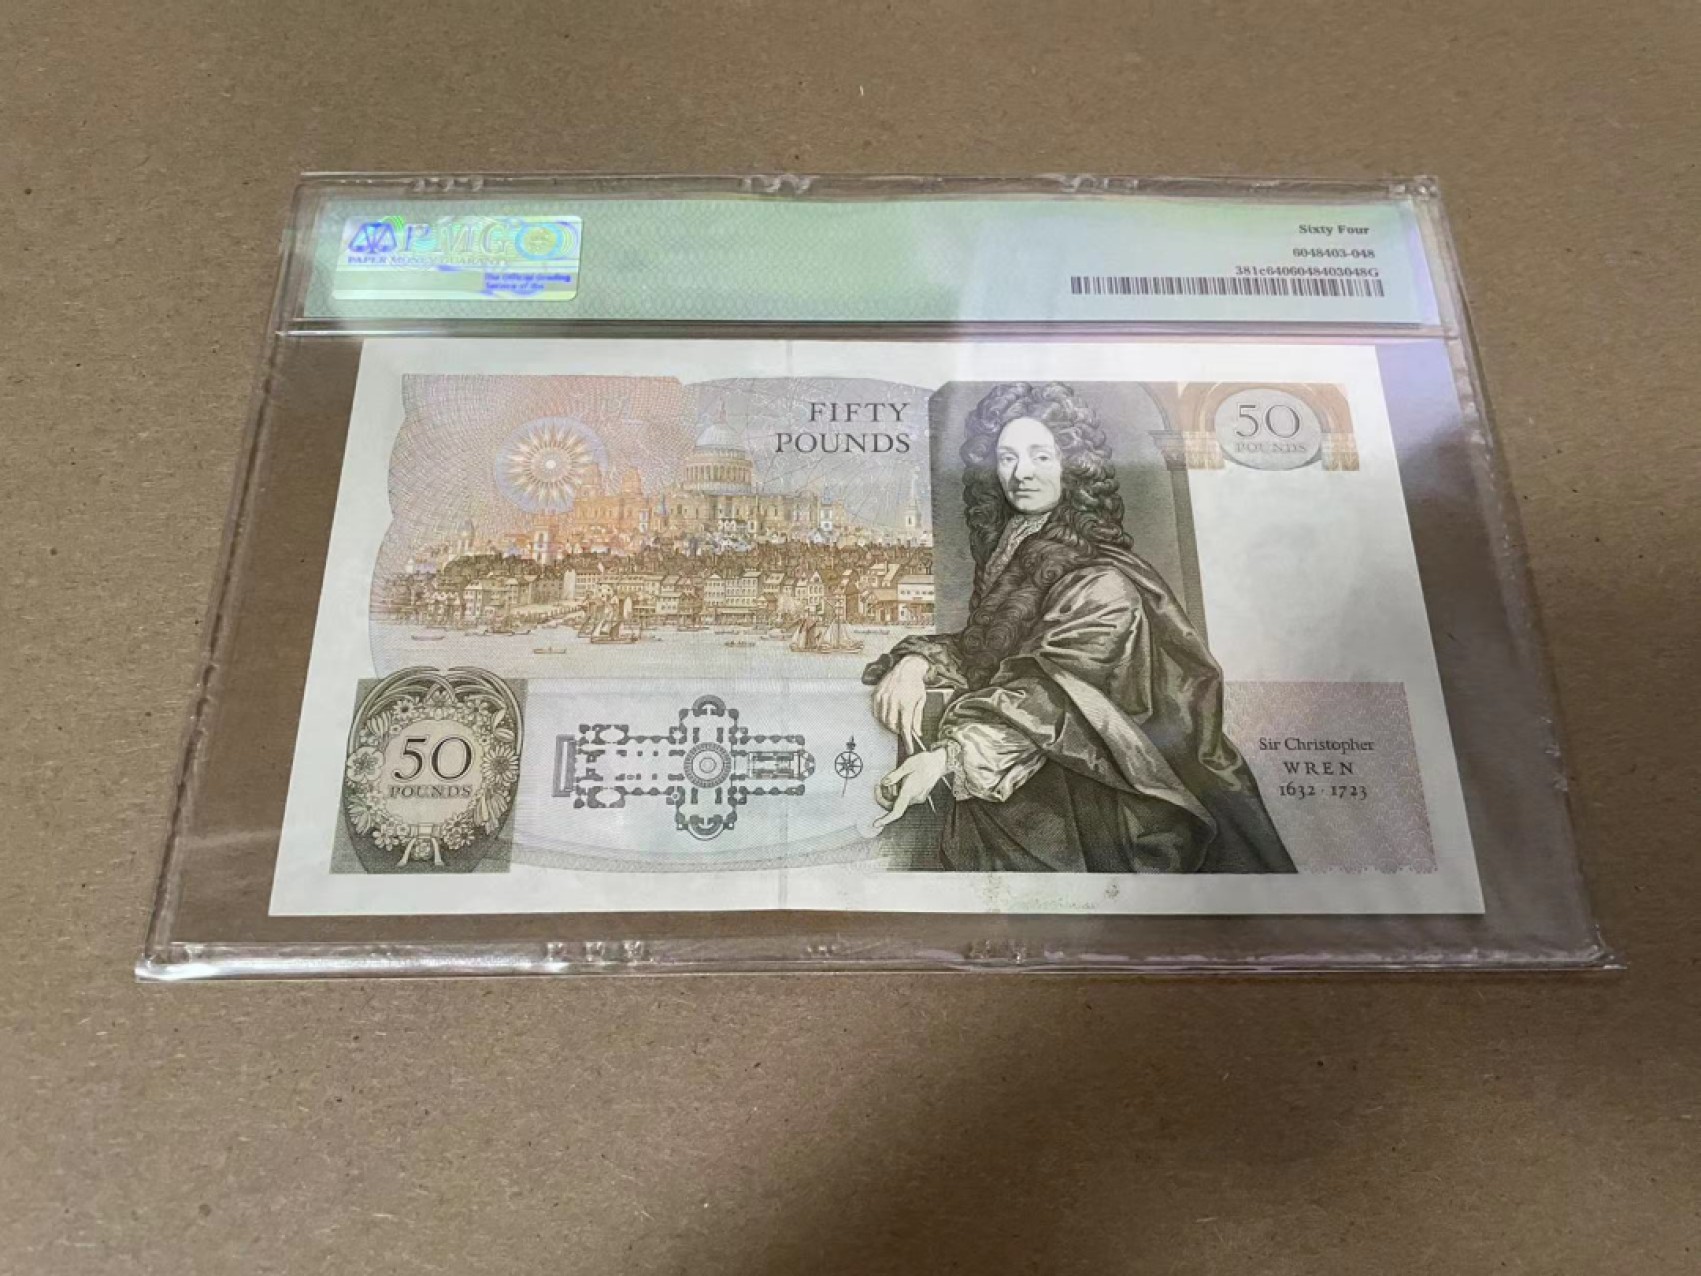 PMG
PAPER MONEY GUARANTY
The Official Grading
Service of the
Sixty Four
6048403-048
381c6406048403048G
FIFTY
POUNDS
50
POUNDS
50
POUNDS
Sir Christopher
WREN
1632 · 1723